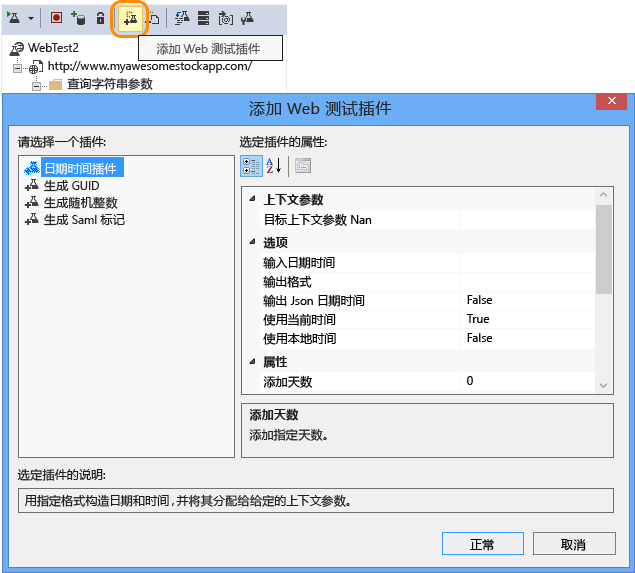 添加 Web 测试插件
WebTest2
http://www.myawesomestockapp.com/
查询字符串参数
添加 Web 测试插件
请选择一个插件:
日期时间插件
生成 GUID
生成随机整数
生成 Saml 标记
选定插件的属性:
上下文参数
目标上下文参数 Nan
选项
输入日期时间
输出格式
输出 Json 日期时间 False
使用当前时间 True
使用本地时间 False
属性
添加天数 0
添加天数
添加指定天数。
选定插件的说明:
用指定格式构造日期和时间,并将其分配给给定的上下文参数。
正常 取消